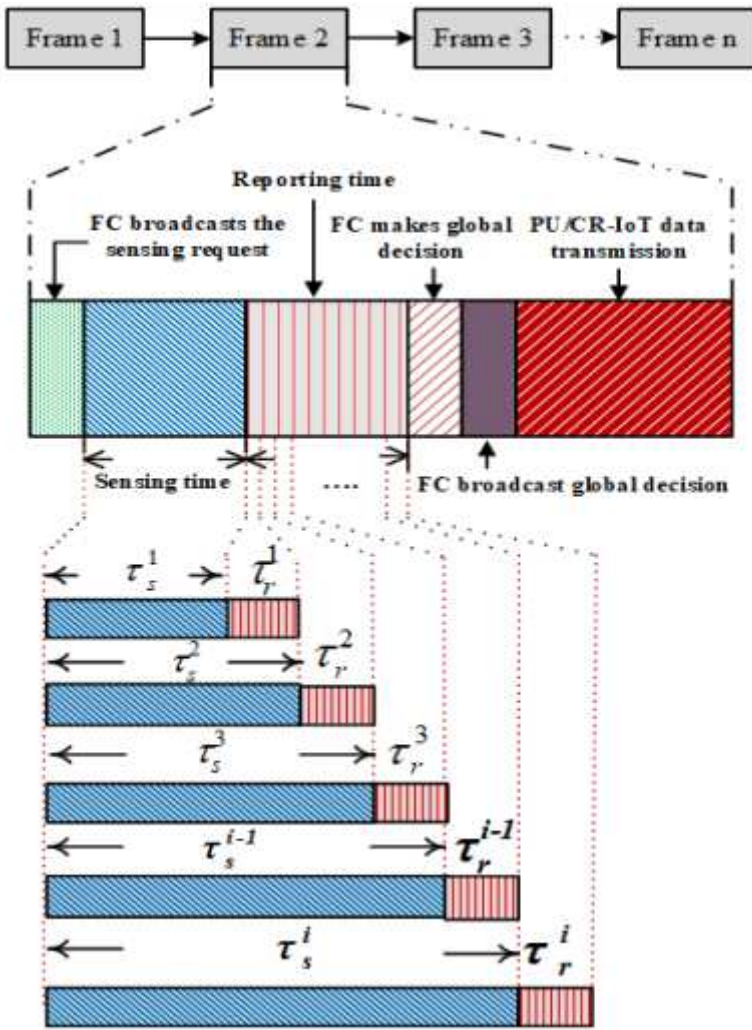 Frame 1
Frame 2
Frame 3
Frame n
Reporting time
FC broadcasts the
sensing request
FC makes global
decision
PU/CR-IoT data
transmission
Sensing time
....
FC broadcast global decision
τ_s^1 τ_r^1
τ_s^2 τ_r^2
τ_s^3 τ_r^3
τ_s^{i-1} τ_r^{i-1}
τ_s^i τ_r^i